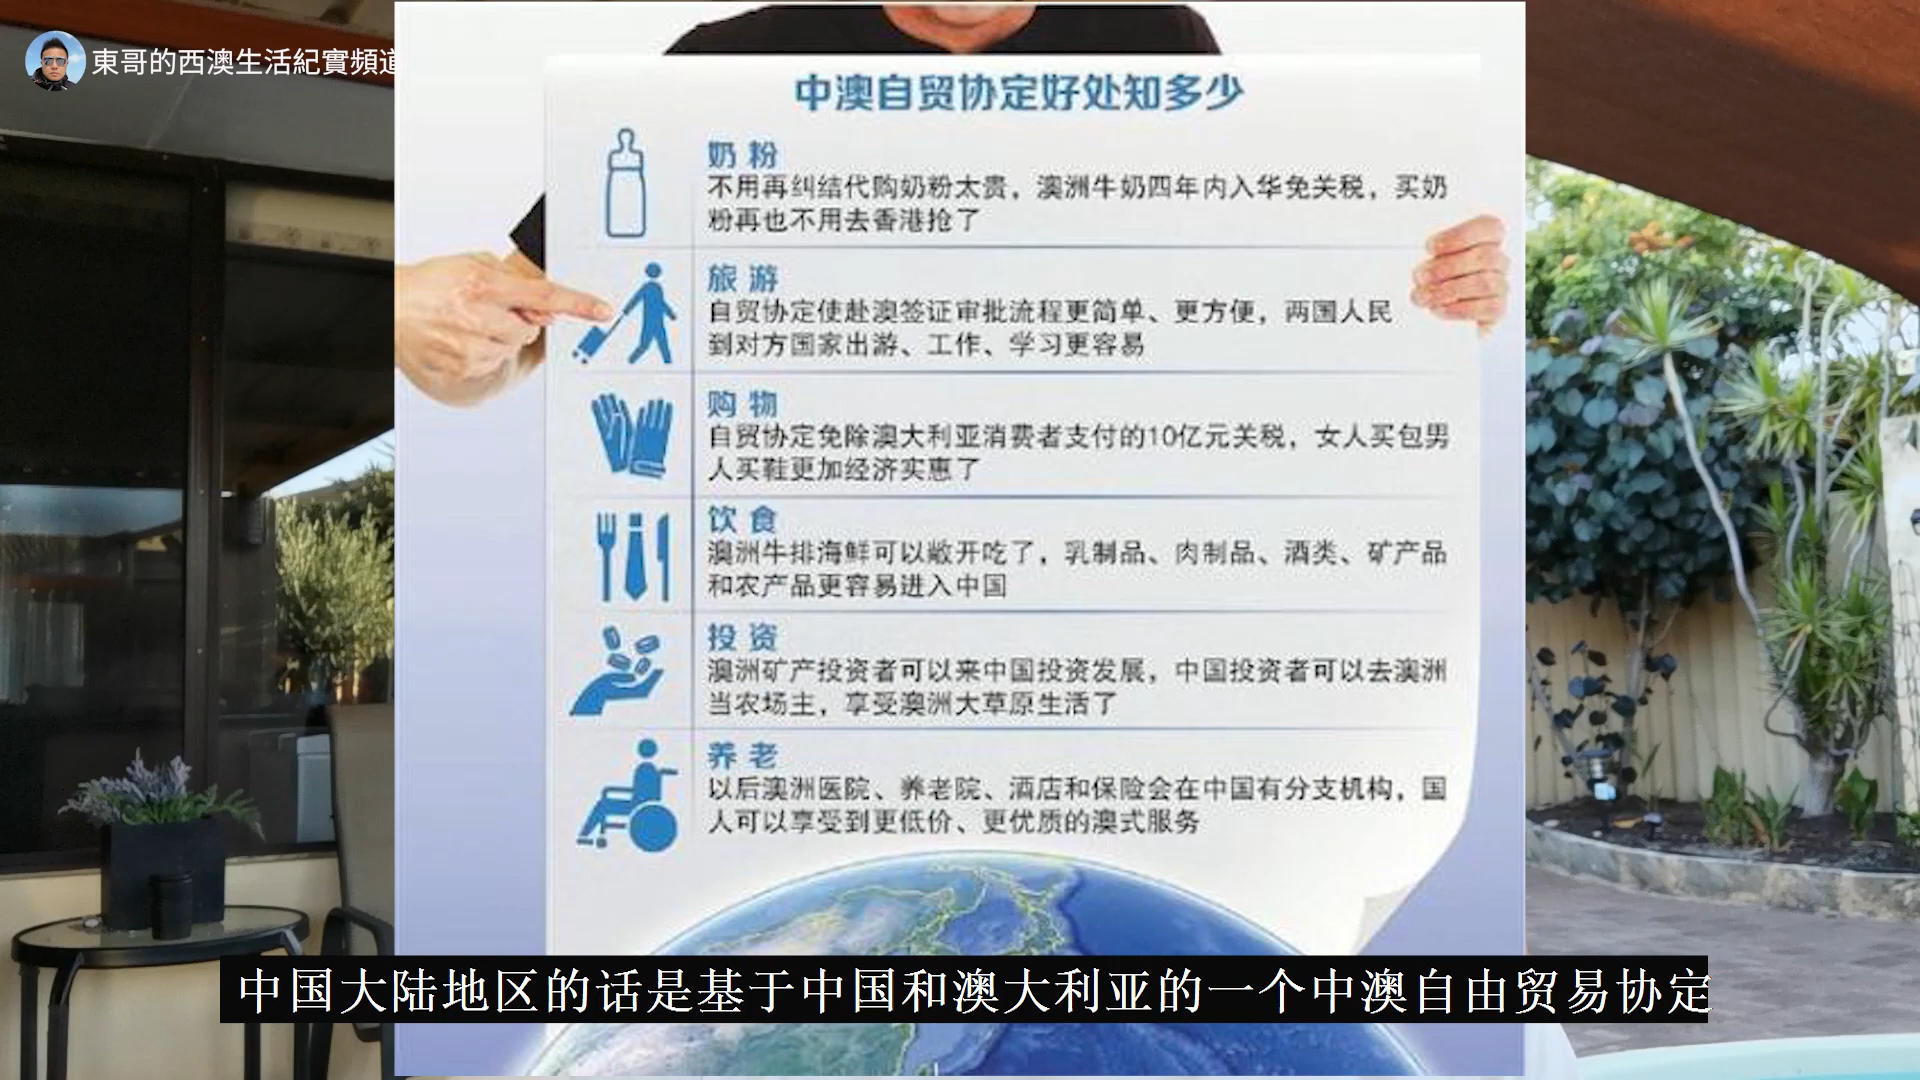 東哥的西澳生活紀實頻道
中澳自贸协定好处知多少
奶粉
不用再纠结代购奶粉太贵，澳洲牛奶四年内入华免关税，买奶
粉再也不用去香港抢了
旅游
自贸协定使赴澳签证审批流程更简单、更方便，两国人民
到对方国家出游、工作、学习更容易
购物
自贸协定免除澳大利亚消费者支付的10亿元关税，女人买包男
人买鞋更加经济实惠了
饮食
澳洲牛排海鲜可以敞开吃了，乳制品、肉制品、酒类、矿产品
和农产品更容易进入中国
投资
澳洲矿产投资者可以来中国投资发展，中国投资者可以去澳洲
当农场主，享受澳洲大草原生活了
养老
以后澳洲医院、养老院、酒店和保险会在中国有分支机构，国
人可以享受到更低价、更优质的澳式服务
中国大陆地区的话是基于中国和澳大利亚的一个中澳自由贸易协定